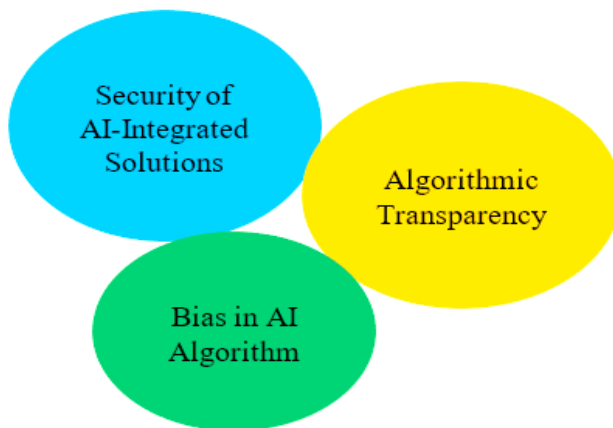 Security of
AI-Integrated
Solutions
Algorithmic
Transparency
Bias in AI
Algorithm